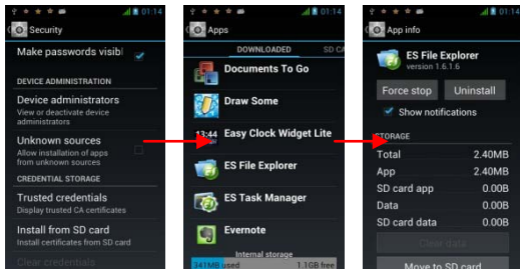 01:14
Security
Make passwords visibl
DEVICE ADMINISTRATION
Device administrators
View or deactivate device
administrators
Unknown sources
Allow installation of apps
from unknown sources
CREDENTIAL STORAGE
Trusted credentials
Display trusted CA certificates
Install from SD card
Install certificates from SD card
Clear credentials
01:14
Apps
DOWNLOADED SD CA
Documents To Go
Draw Some
13:44 Easy Clock Widget Lite
ES File Explorer
ES Task Manager
Evernote
Internal storage
341MB used 1.1GB free
01:14
App info
ES File Explorer
version 1.6.1.6
Force stop Uninstall
Show notifications
STORAGE
Total 2.40MB
App 2.40MB
SD card app 0.00B
Data 0.00B
SD card data 0.00B
Clear data
Move to SD card